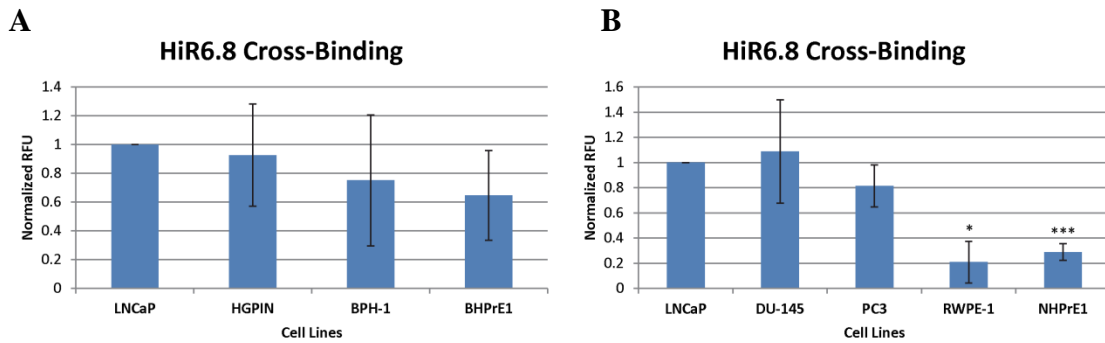 A
HiR6.8 Cross-Binding
Normalized RFU
1.4
1.2
1
0.8
0.6
0.4
0.2
0
LNCaP HGPIN BPH-1 BHPrE1
Cell Lines
B
HiR6.8 Cross-Binding
Normalized RFU
1.6
1.4
1.2
1
0.8
0.6
0.4
0.2
0
* ***
LNCaP DU-145 PC3 RWPE-1 NHPrE1
Cell Lines